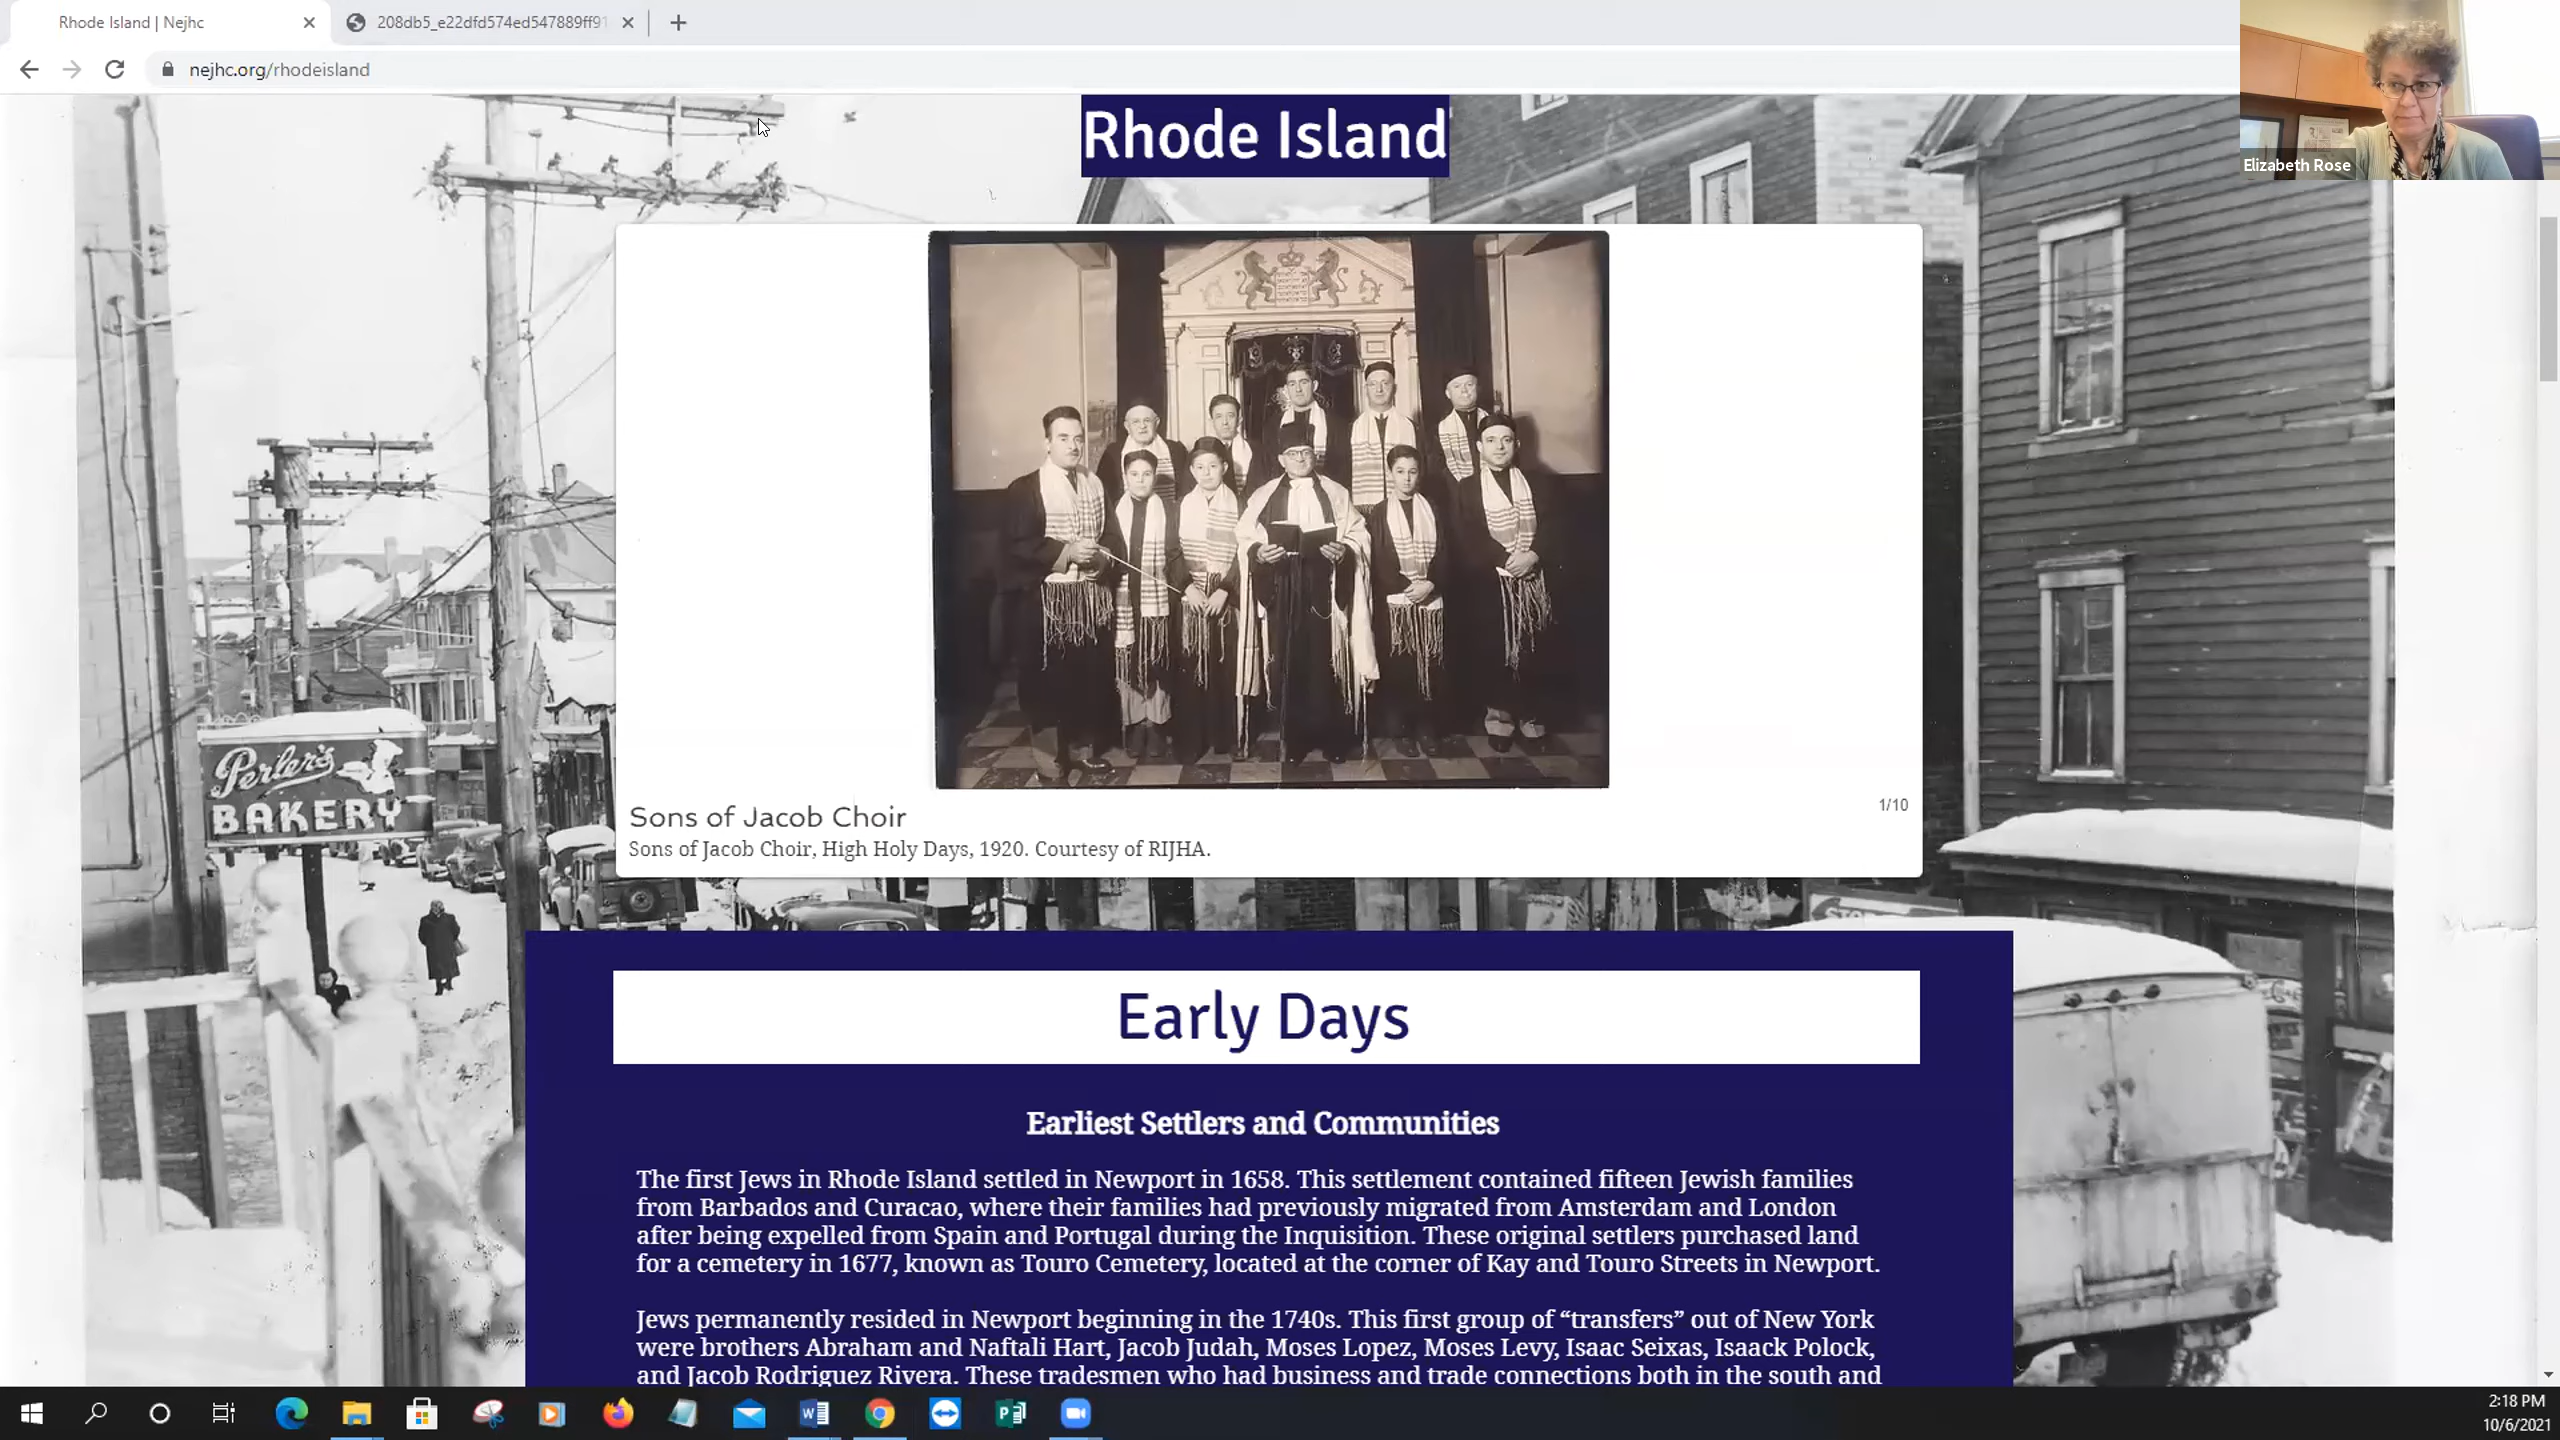 Rhode Island | Nejhc
208db5_e22dfd574ed547889ff91
nejhc.org/rhodeisland
Elizabeth Rose
Rhode Island
Perler's
BAKERY
Sons of Jacob Choir
1/10
Sons of Jacob Choir, High Holy Days, 1920. Courtesy of RIJHA.
Early Days
Earliest Settlers and Communities
The first Jews in Rhode Island settled in Newport in 1658. This settlement contained fifteen Jewish families
from Barbados and Curacao, where their families had previously migrated from Amsterdam and London
after being expelled from Spain and Portugal during the Inquisition. These original settlers purchased land
for a cemetery in 1677, known as Touro Cemetery, located at the corner of Kay and Touro Streets in Newport.
Jews permanently resided in Newport beginning in the 1740s. This first group of “transfers” out of New York
were brothers Abraham and Naftali Hart, Jacob Judah, Moses Lopez, Moses Levy, Isaac Seixas, Isaack Polock,
and Jacob Rodriguez Rivera. These tradesmen who had business and trade connections both in the south and
2:18 PM
10/6/2021